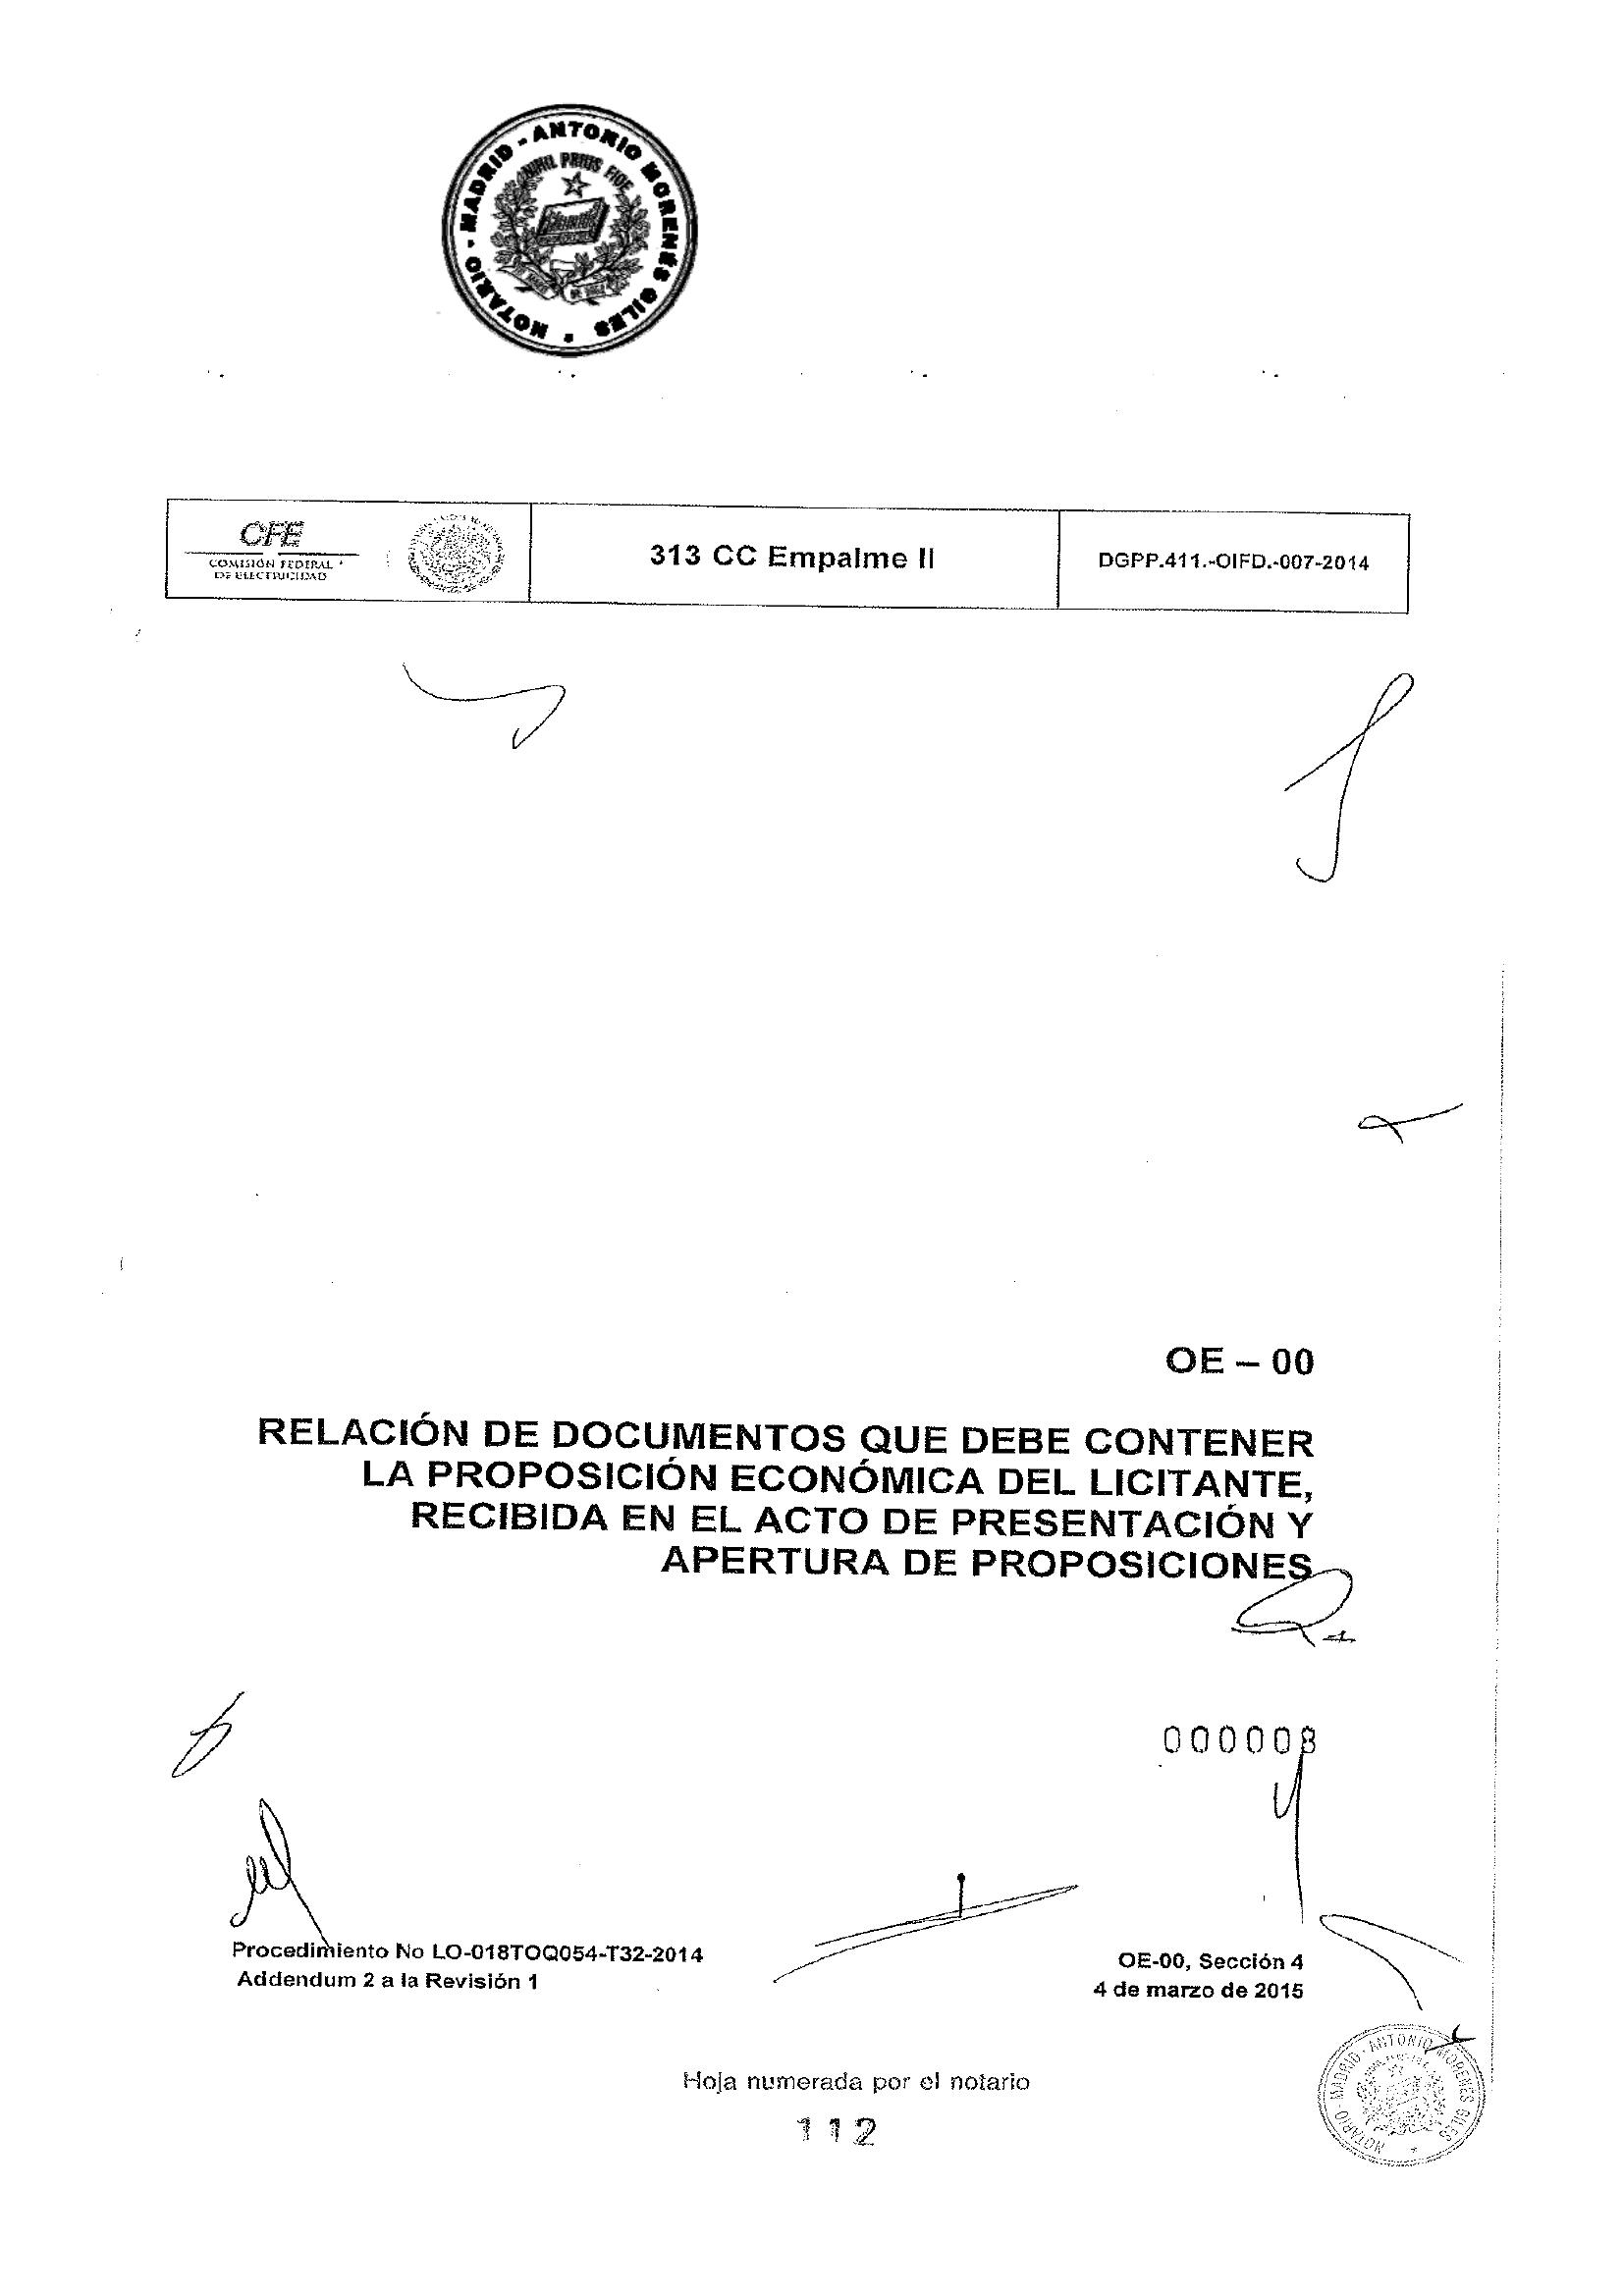 NOTARIO - MADRID - ANTONIO MORENÉS GILES
NIHIL PRIUS FIDE
CFE
COMISIÓN FEDERAL
DE ELECTRICIDAD
313 CC Empalme II
DGPP.411.-OIFD.-007-2014
OE – 00
RELACIÓN DE DOCUMENTOS QUE DEBE CONTENER
LA PROPOSICIÓN ECONÓMICA DEL LICITANTE,
RECIBIDA EN EL ACTO DE PRESENTACIÓN Y
APERTURA DE PROPOSICIONES
000008
Procedimiento No LO-018TOQ054-T32-2014
Addendum 2 a la Revisión 1
OE-00, Sección 4
4 de marzo de 2015
Hoja numerada por el notario
112
NOTARIO - MADRID - ANTONIO MORENÉS GILES